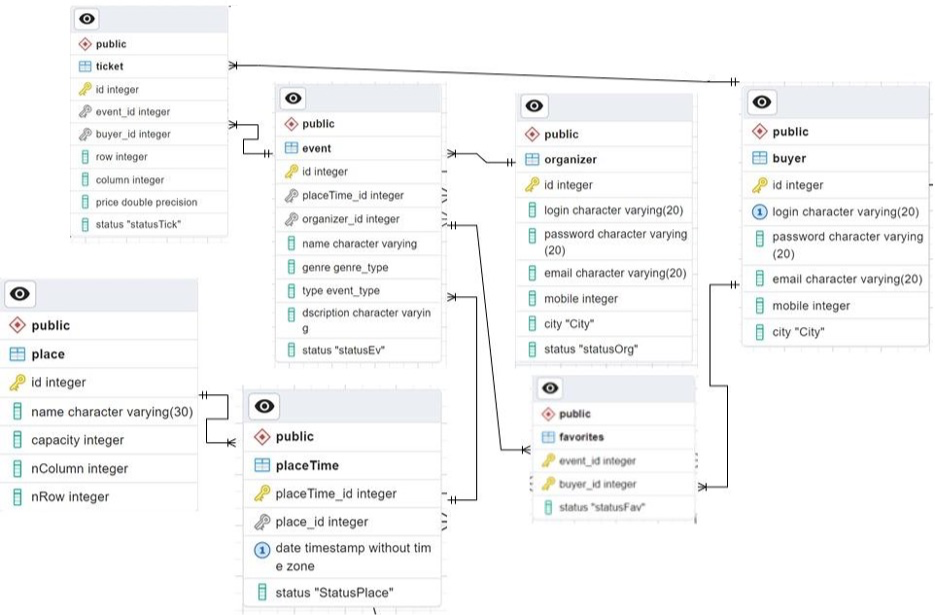 public
ticket
id integer
event_id integer
buyer_id integer
row integer
column integer
price double precision
status "statusTick"
public
event
id integer
placeTime_id integer
organizer_id integer
name character varying
genre genre_type
type event_type
dscription character varyin
g
status "statusEv"
public
organizer
id integer
login character varying(20)
password character varying
(20)
email character varying(20)
mobile integer
city "City"
status "statusOrg"
public
buyer
id integer
1 login character varying(20)
password character varying
(20)
email character varying(20)
mobile integer
city "City"
public
place
id integer
name character varying(30)
capacity integer
nColumn integer
nRow integer
public
placeTime
placeTime_id integer
place_id integer
1 date timestamp without tim
e zone
status "StatusPlace"
public
favorites
event_id integer
buyer_id integer
status "statusFav"